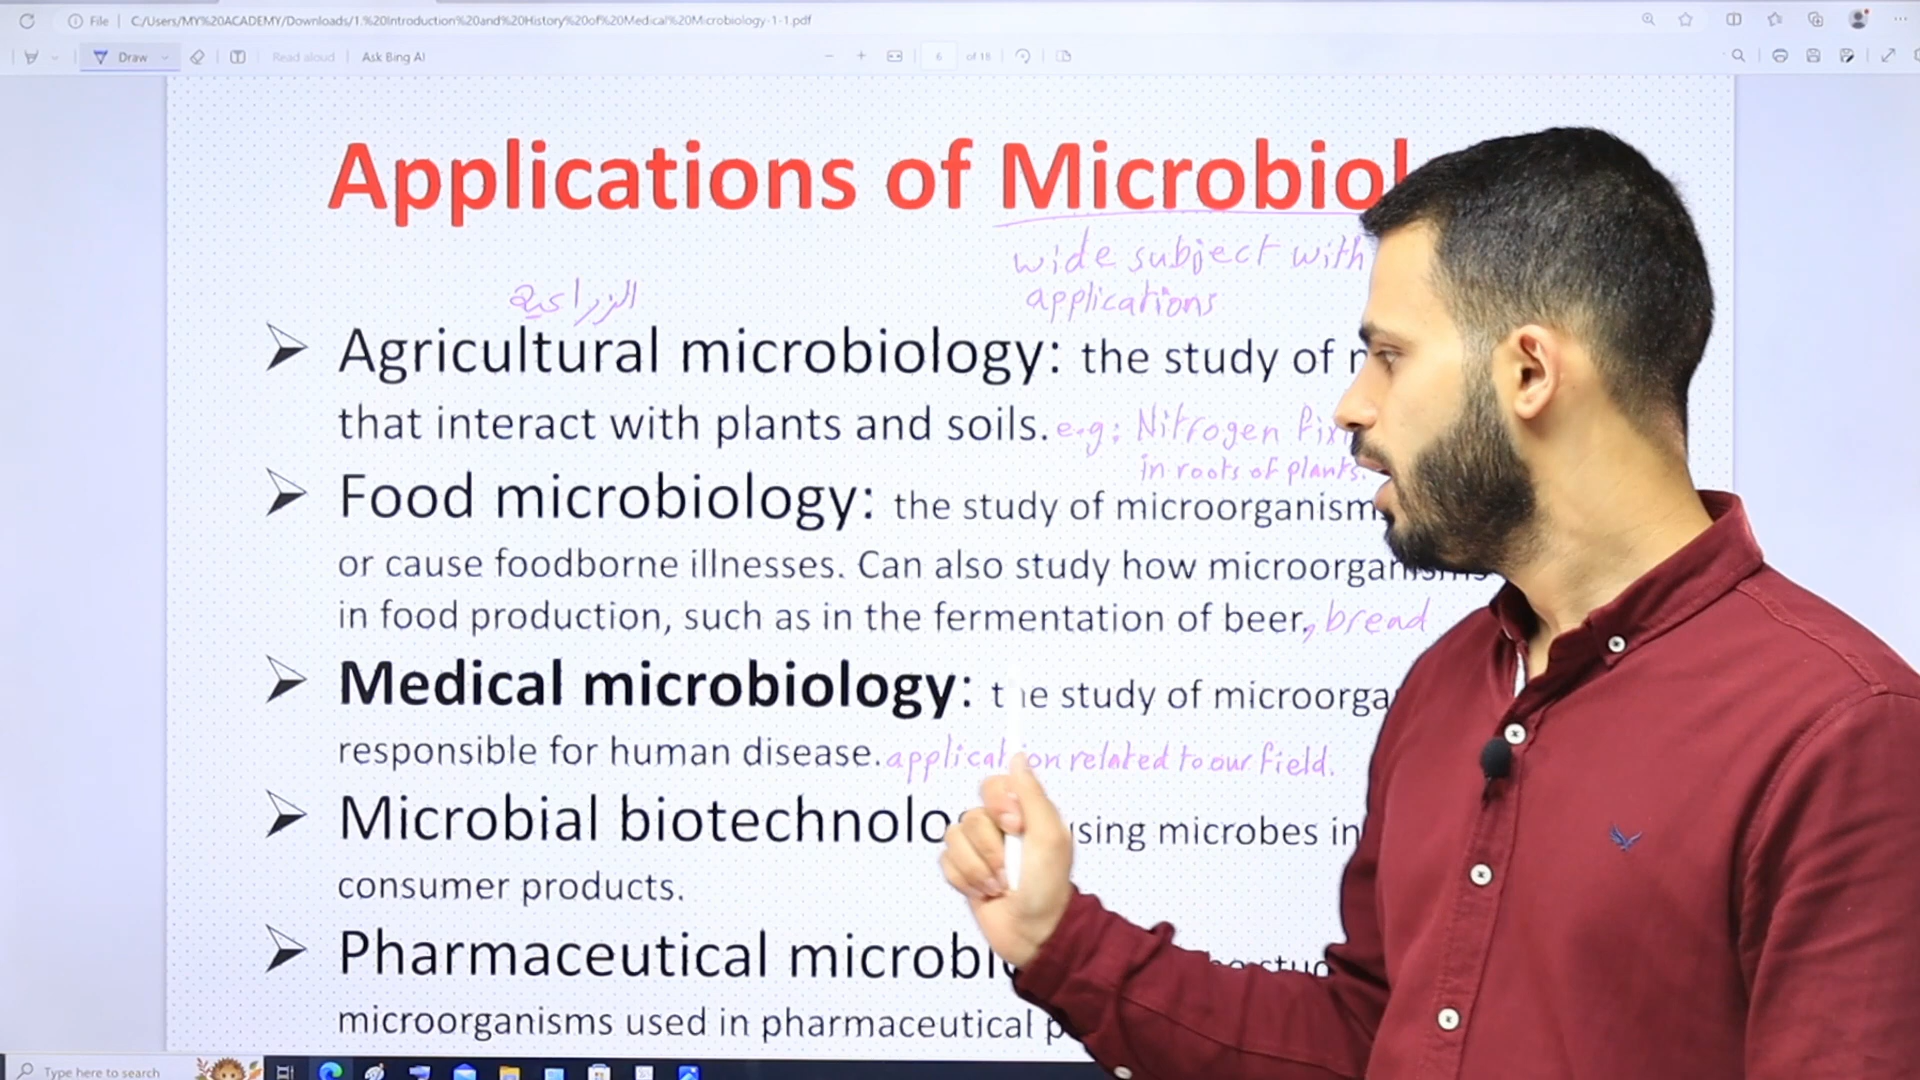 File C:/Users/MY%20ACADEMY/Downloads/1.%20Introduction%20and%20History%20of%20Medical%20Microbiology-1-1.pdf
Draw Read aloud Ask Bing AI 6 of 18
Applications of Microbiol
wide subject with
applications
الزراعية
Agricultural microbiology: the study of
that interact with plants and soils. e.g: Nitrogen fix
in roots of plants.
Food microbiology: the study of microorganisms
or cause foodborne illnesses. Can also study how microorganisms
in food production, such as in the fermentation of beer, bread
Medical microbiology: the study of microorga
responsible for human disease. application related to our field.
Microbial biotechnolo sing microbes in
consumer products.
Pharmaceutical microbi
microorganisms used in pharmaceutical p
Type here to search